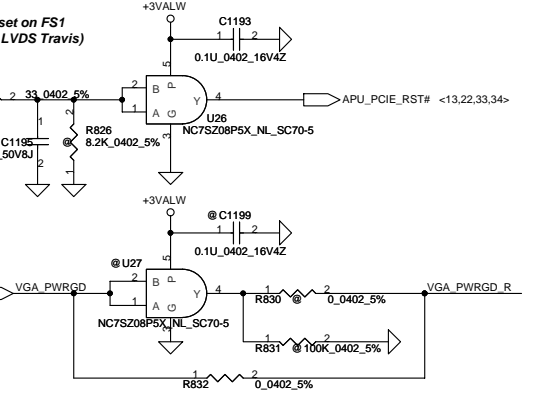 set on FS1
LVDS Travis)
+3VALW
C1193
1 2
0.1U_0402_16V4Z
5
2 33_0402_5%
2 B P
1 A G
Y 4
U26
NC7SZ08P5X_NL_SC70-5
3
APU_PCIE_RST# <13,22,33,34>
1
C1195
_50V8J
2
2
@
1
R826
8.2K_0402_5%
+3VALW
@ C1199
1 2
0.1U_0402_16V4Z
5
@ U27
VGA_PWRGD
2 B P
1 A G
Y 4
NC7SZ08P5X_NL_SC70-5
3
1 2
R830 @ 0_0402_5%
VGA_PWRGD_R
1 2
R831 @ 100K_0402_5%
1 2
R832 0_0402_5%